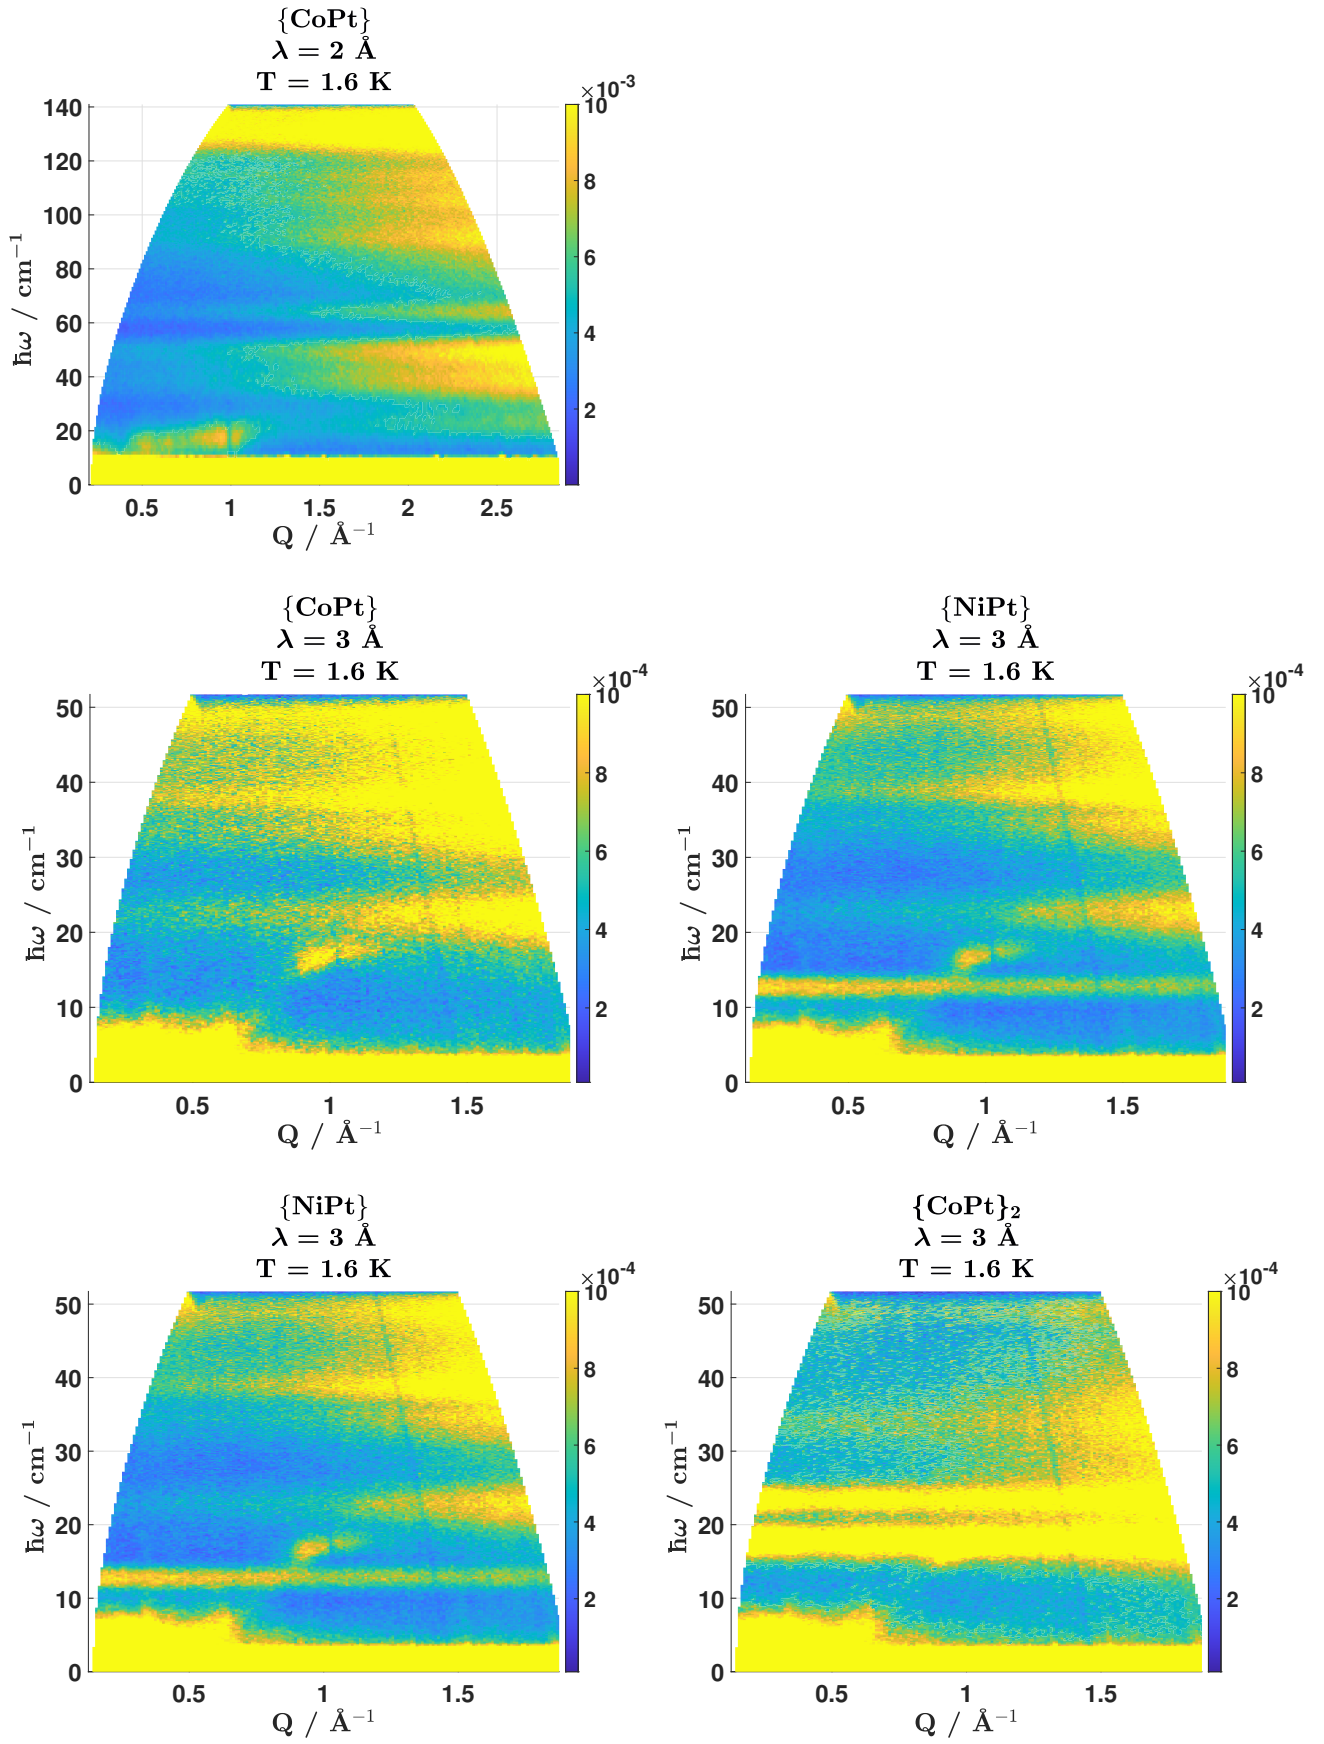 {CoPt}
λ = 2 Å
T = 1.6 K
×10⁻³
140
120
100
80
60
40
20
0
ħω / cm⁻¹
10
8
6
4
2
0.5 1 1.5 2 2.5
Q / Å⁻¹
{CoPt}
λ = 3 Å
T = 1.6 K
×10⁻⁴
50
40
30
20
10
0
ħω / cm⁻¹
10
8
6
4
2
0.5 1 1.5
Q / Å⁻¹
{NiPt}
λ = 3 Å
T = 1.6 K
×10⁻⁴
50
40
30
20
10
0
ħω / cm⁻¹
10
8
6
4
2
0.5 1 1.5
Q / Å⁻¹
{NiPt}
λ = 3 Å
T = 1.6 K
×10⁻⁴
50
40
30
20
10
0
ħω / cm⁻¹
10
8
6
4
2
0.5 1 1.5
Q / Å⁻¹
{CoPt}₂
λ = 3 Å
T = 1.6 K
×10⁻⁴
50
40
30
20
10
0
ħω / cm⁻¹
10
8
6
4
2
0.5 1 1.5
Q / Å⁻¹